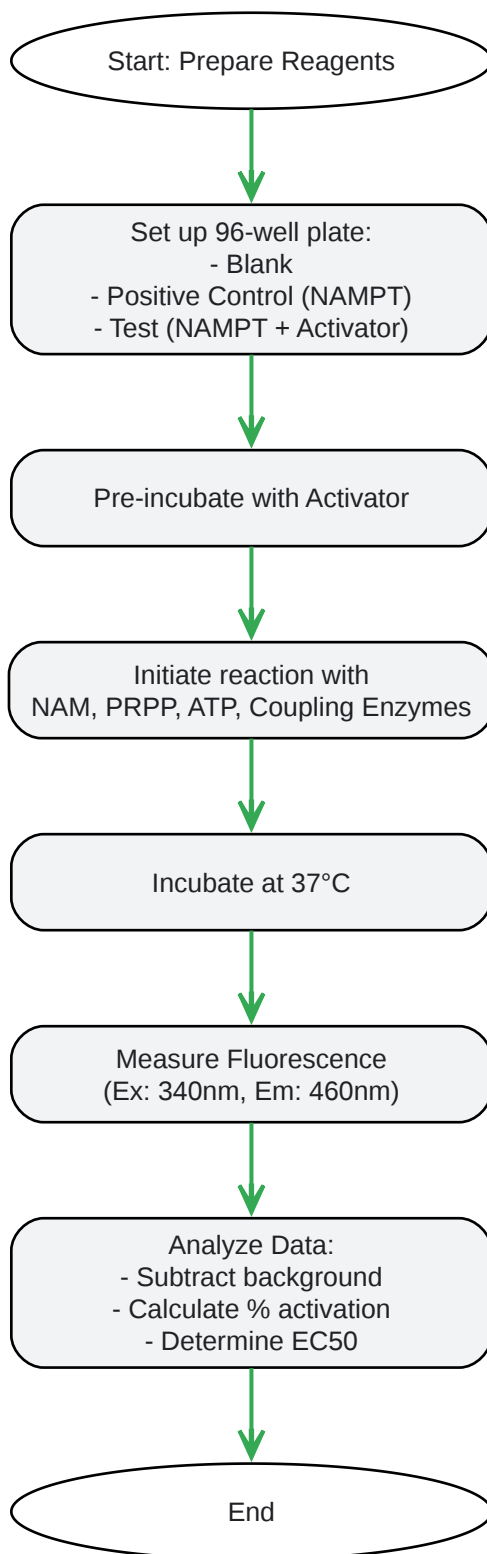 Start: Prepare Reagents
Set up 96-well plate:
- Blank
- Positive Control (NAMPT)
- Test (NAMPT + Activator)
Pre-incubate with Activator
Initiate reaction with
NAM, PRPP, ATP, Coupling Enzymes
Incubate at 37°C
Measure Fluorescence
(Ex: 340nm, Em: 460nm)
Analyze Data:
- Subtract background
- Calculate % activation
- Determine EC50
End